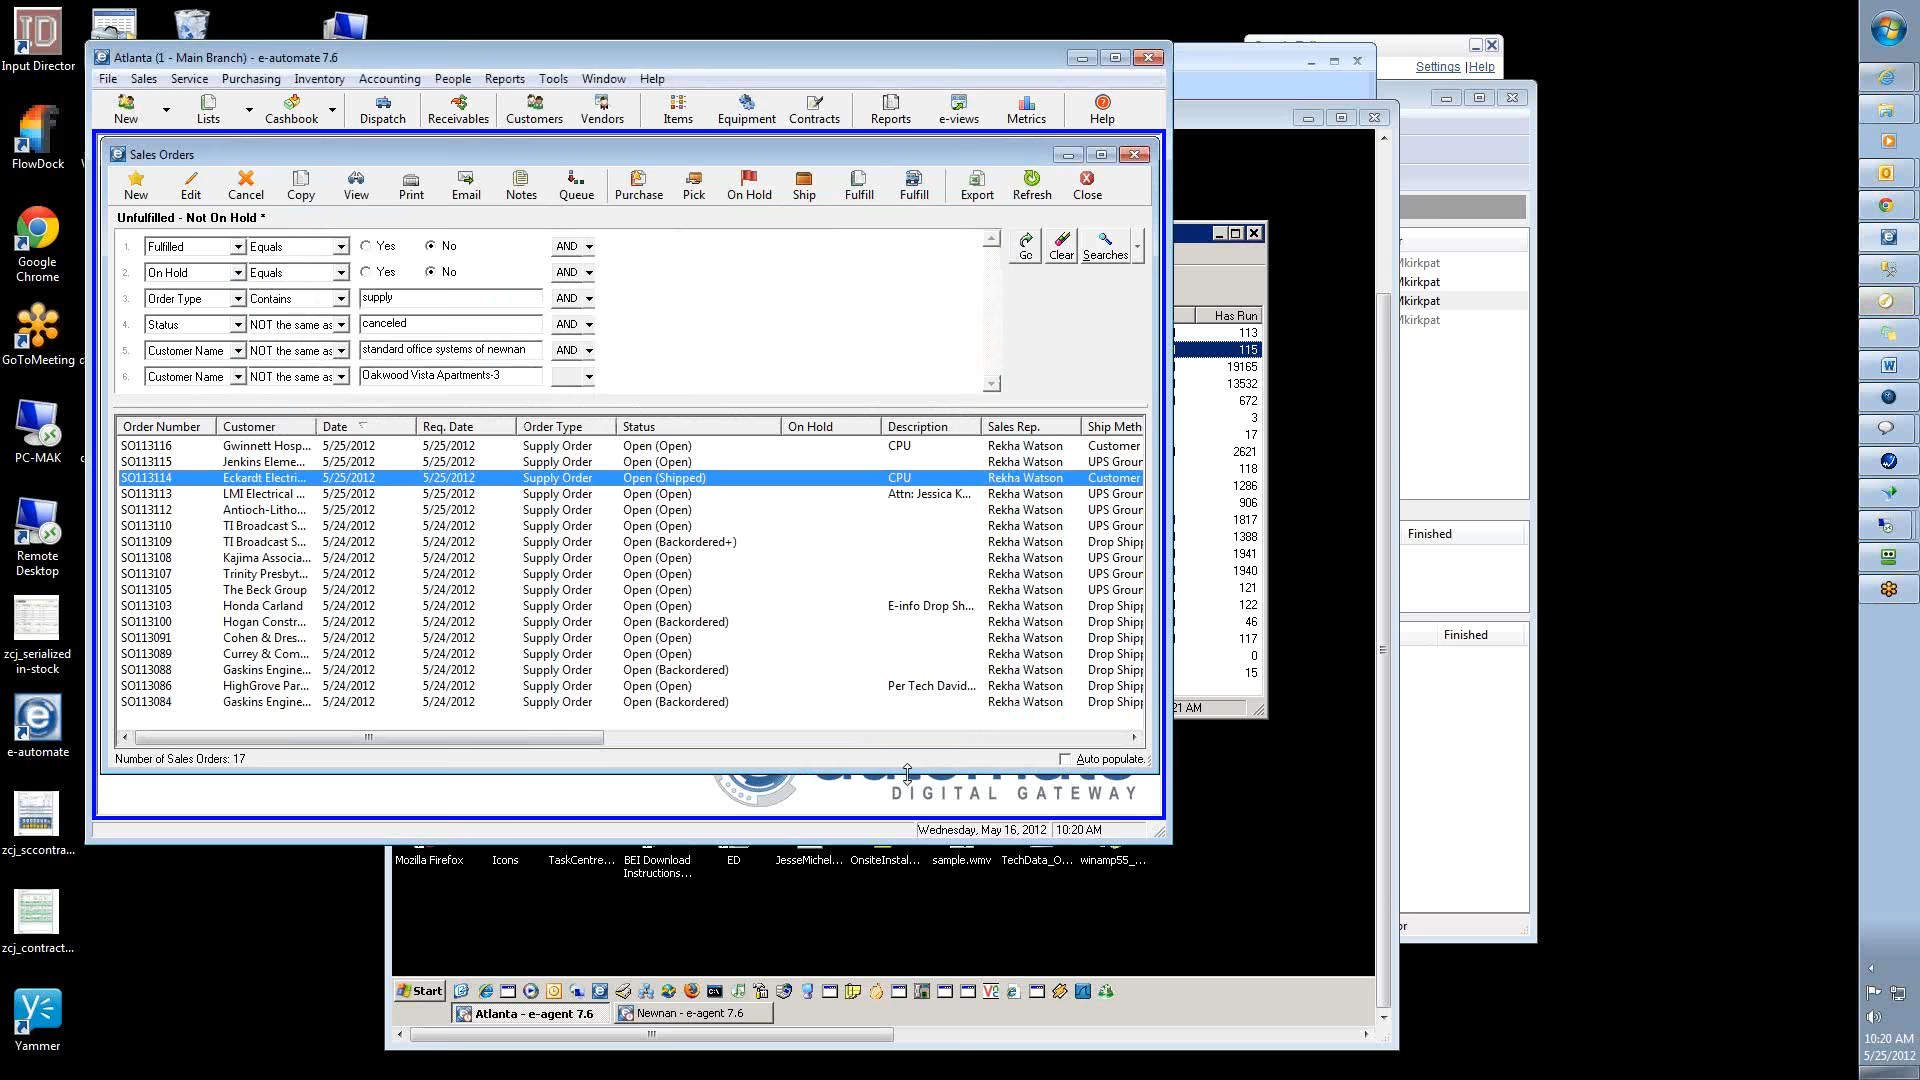 Input Director
FlowDock
Google
Chrome
GoToMeeting
PC-MAK
Remote
Desktop
zcj_serialized
in-stock
e-automate
zcj_sccontra...
zcj_contract...
Yammer
Atlanta (1 - Main Branch) - e-automate 7.6
File Sales Service Purchasing Inventory Accounting People Reports Tools Window Help
New Lists Cashbook Dispatch Receivables Customers Vendors Items Equipment Contracts Reports e-views Metrics Help
Sales Orders
New Edit Cancel Copy View Print Email Notes Queue Purchase Pick On Hold Ship Fulfill Fulfill Export Refresh Close
Unfulfilled - Not On Hold *
1. Fulfilled Equals Yes No AND
2. On Hold Equals Yes No AND
3. Order Type Contains supply AND
4. Status NOT the same as canceled AND
5. Customer Name NOT the same as standard office systems of newnan AND
6. Customer Name NOT the same as Oakwood Vista Apartments-3
Go Clear Searches
Order Number Customer Date Req. Date Order Type Status On Hold Description Sales Rep. Ship Meth
SO113116 Gwinnett Hosp... 5/25/2012 5/25/2012 Supply Order Open (Open) CPU Rekha Watson Customer
SO113115 Jenkins Eleme... 5/25/2012 5/25/2012 Supply Order Open (Open) Rekha Watson UPS Groun
SO113114 Eckardt Electri... 5/25/2012 5/25/2012 Supply Order Open (Shipped) CPU Rekha Watson Customer
SO113113 LMI Electrical ... 5/25/2012 5/25/2012 Supply Order Open (Open) Attn: Jessica K... Rekha Watson UPS Groun
SO113112 Antioch-Litho... 5/25/2012 5/25/2012 Supply Order Open (Open) Rekha Watson UPS Groun
SO113110 TI Broadcast S... 5/24/2012 5/24/2012 Supply Order Open (Open) Rekha Watson UPS Groun
SO113109 TI Broadcast S... 5/24/2012 5/24/2012 Supply Order Open (Backordered+) Rekha Watson Drop Shipp
SO113108 Kajima Associa... 5/24/2012 5/24/2012 Supply Order Open (Open) Rekha Watson UPS Groun
SO113107 Trinity Presbyt... 5/24/2012 5/24/2012 Supply Order Open (Open) Rekha Watson UPS Groun
SO113105 The Beck Group 5/24/2012 5/24/2012 Supply Order Open (Open) Rekha Watson UPS Groun
SO113103 Honda Carland 5/24/2012 5/24/2012 Supply Order Open (Open) E-info Drop Sh... Rekha Watson Drop Shipp
SO113100 Hogan Constr... 5/24/2012 5/24/2012 Supply Order Open (Backordered) Rekha Watson Drop Shipp
SO113091 Cohen & Dres... 5/24/2012 5/24/2012 Supply Order Open (Open) Rekha Watson Drop Shipp
SO113089 Currey & Com... 5/24/2012 5/24/2012 Supply Order Open (Open) Rekha Watson Drop Shipp
SO113088 Gaskins Engine... 5/24/2012 5/24/2012 Supply Order Open (Backordered) Rekha Watson Drop Shipp
SO113086 HighGrove Par... 5/24/2012 5/24/2012 Supply Order Open (Open) Per Tech David... Rekha Watson Drop Shipp
SO113084 Gaskins Engine... 5/24/2012 5/24/2012 Supply Order Open (Backordered) Rekha Watson Drop Shipp
Number of Sales Orders: 17 Auto populate.
DIGITAL GATEWAY
Wednesday, May 16, 2012 10:20 AM
Settings | Help
Has Run
113
115
19165
13532
672
3
17
2621
118
1286
906
1817
1388
1941
1940
121
122
46
117
0
15
21 AM
Mkirkpat
Mkirkpat
Mkirkpat
Mkirkpat
Finished
Finished
or
Mozilla Firefox Icons TaskCentre... BEI Download ED JesseMichel... OnsiteInstal... sample.wmv TechData_O... winamp55_...
Instructions...
Start
Atlanta - e-agent 7.6 Newnan - e-agent 7.6
10:20 AM
5/25/2012